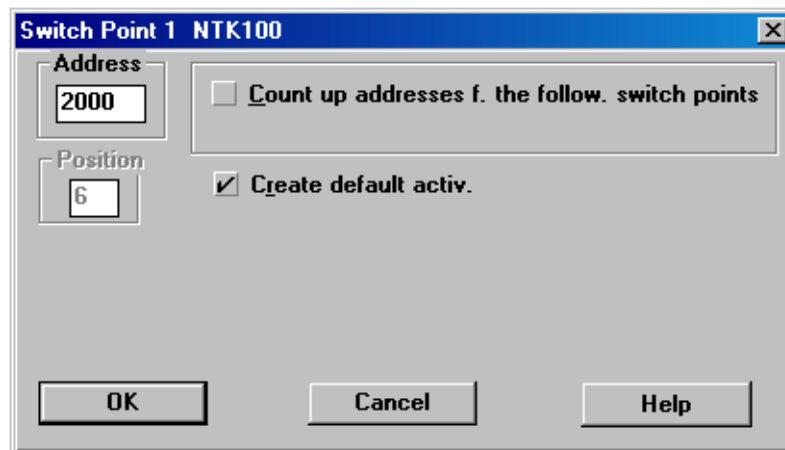 Switch Point 1 NTK100
Address
2000
Count up addresses f. the follow. switch points
Position
6
Create default activ.
OK
Cancel
Help